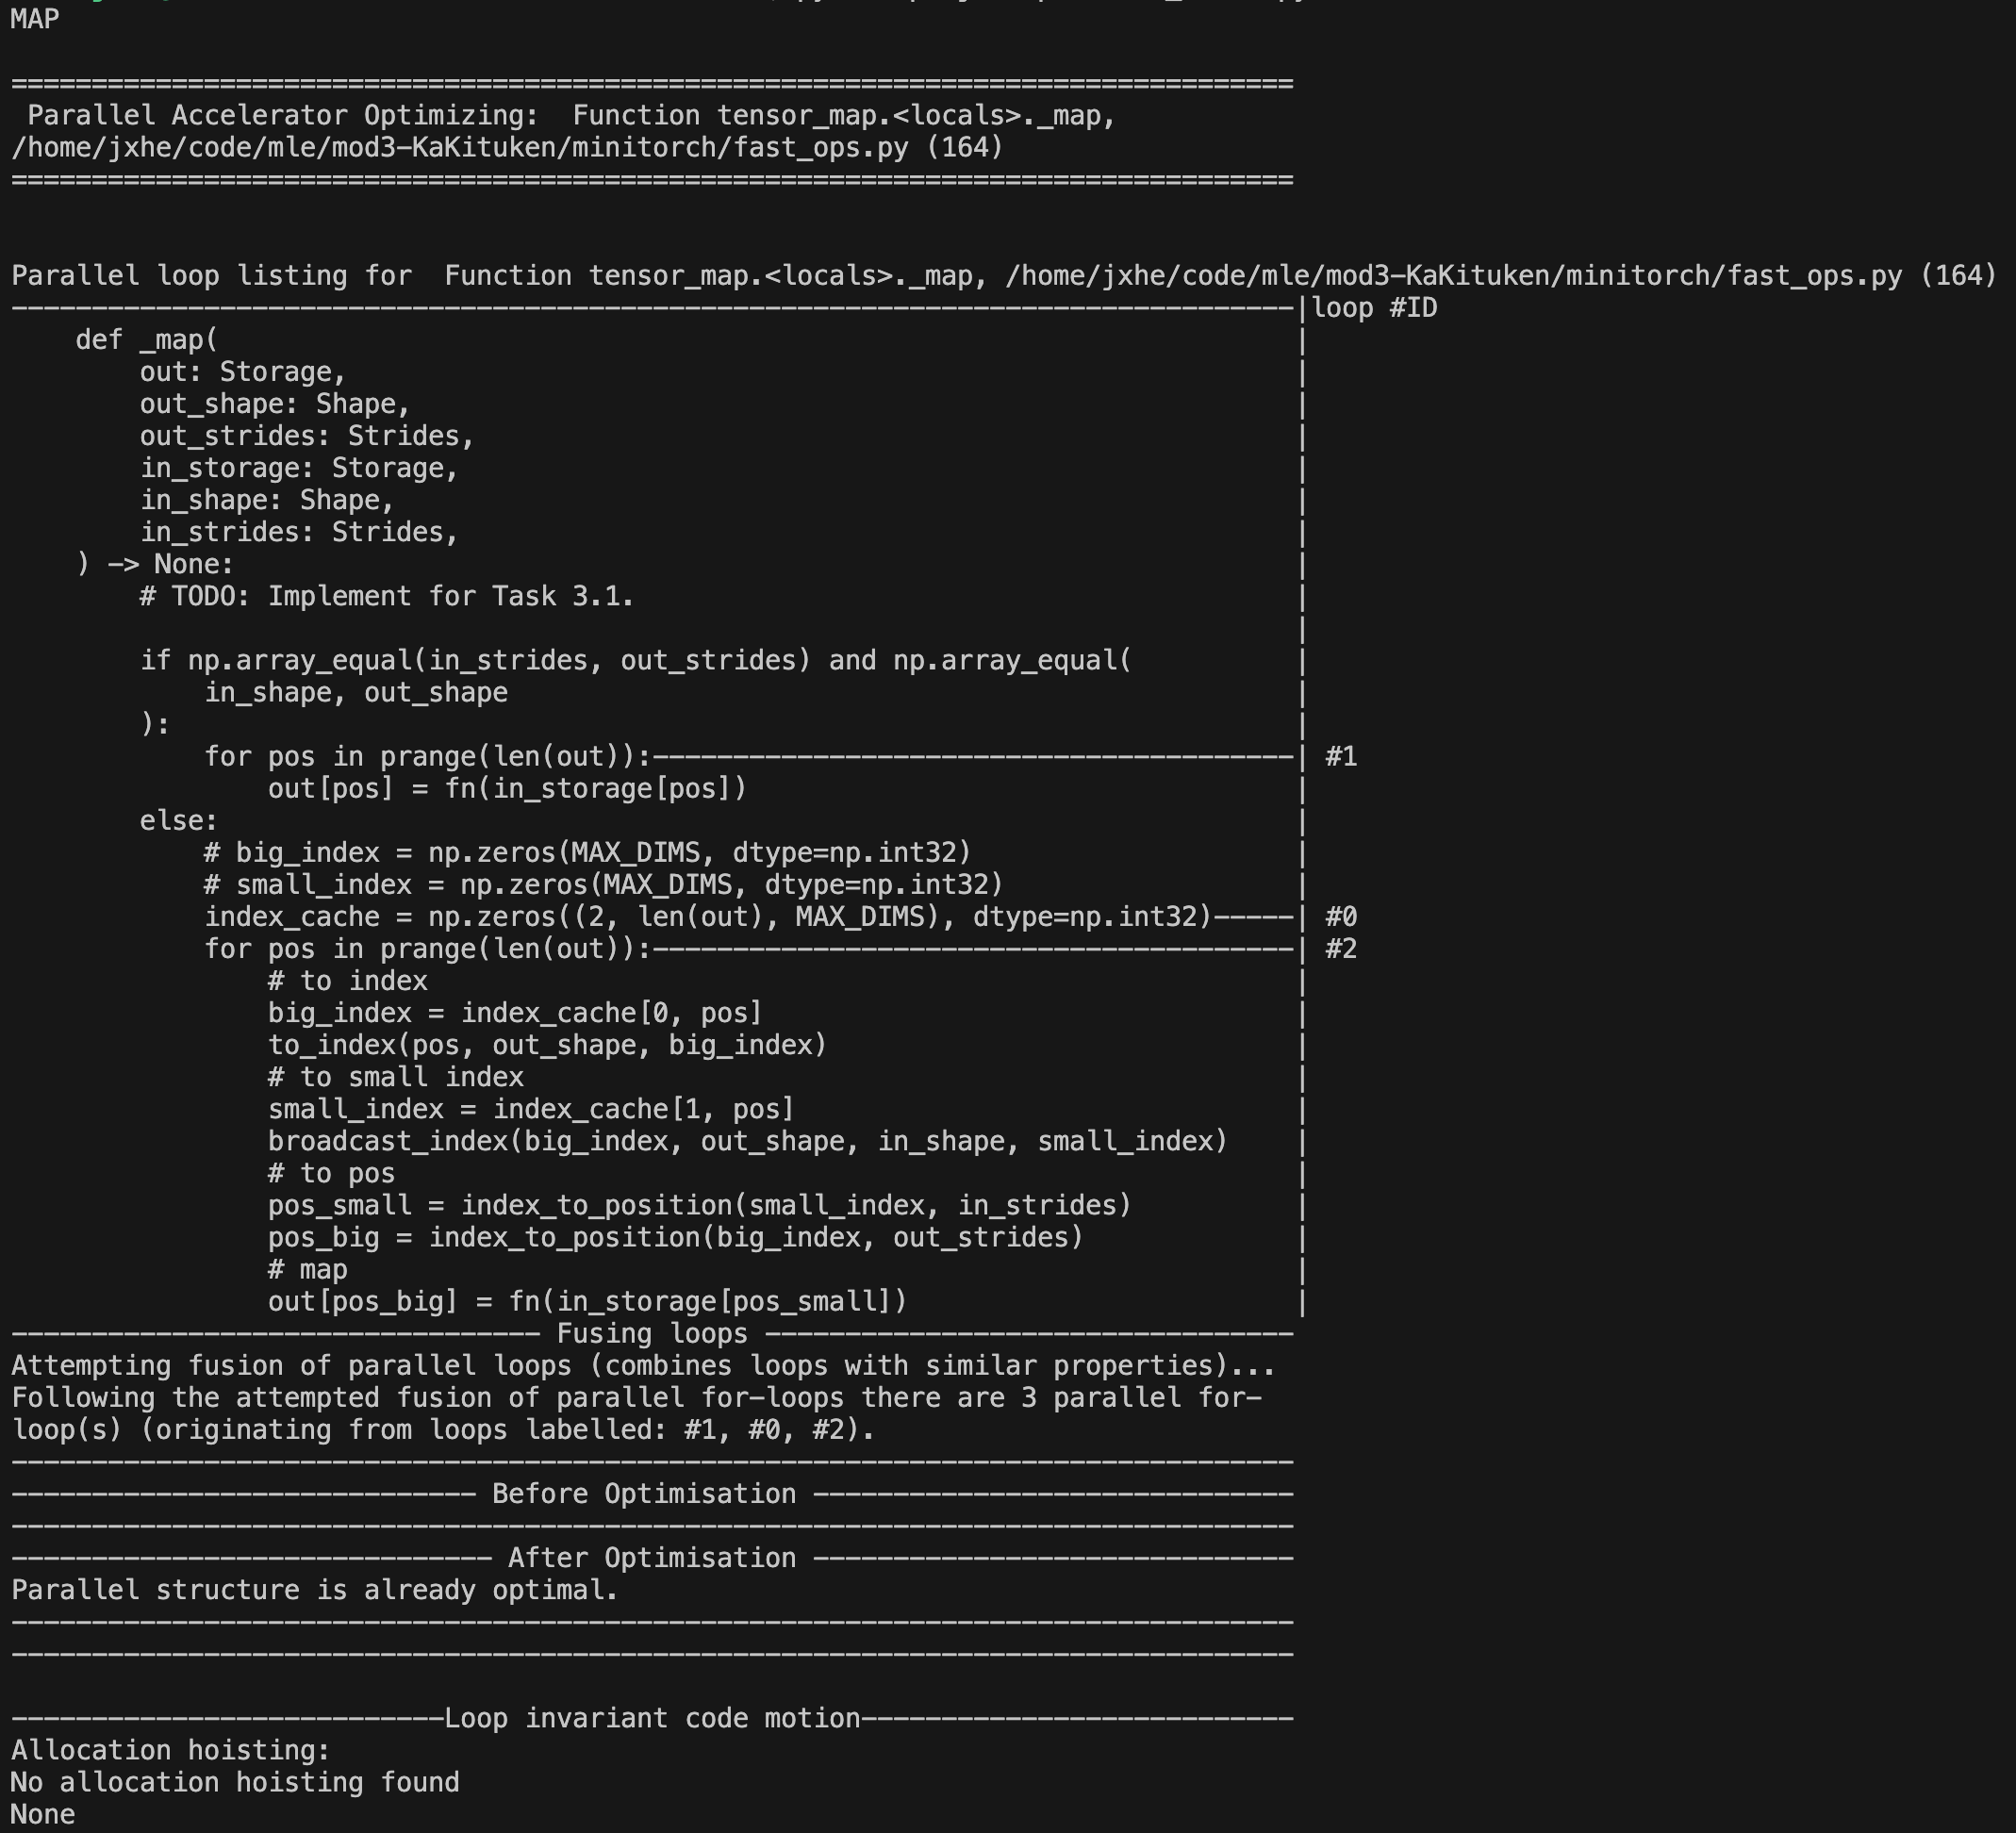 MAP
================================================================================
 Parallel Accelerator Optimizing:  Function tensor_map.<locals>._map,
/home/jxhe/code/mle/mod3-KaKituken/minitorch/fast_ops.py (164)
================================================================================
Parallel loop listing for  Function tensor_map.<locals>._map, /home/jxhe/code/mle/mod3-KaKituken/minitorch/fast_ops.py (164)
--------------------------------------------------------------------------------|loop #ID
    def _map(                                                                   |
        out: Storage,                                                           |
        out_shape: Shape,                                                       |
        out_strides: Strides,                                                   |
        in_storage: Storage,                                                    |
        in_shape: Shape,                                                        |
        in_strides: Strides,                                                    |
    ) -> None:                                                                  |
        # TODO: Implement for Task 3.1.                                         |
                                                                                |
        if np.array_equal(in_strides, out_strides) and np.array_equal(          |
            in_shape, out_shape                                                 |
        ):                                                                      |
            for pos in prange(len(out)):----------------------------------------| #1
                out[pos] = fn(in_storage[pos])                                  |
        else:                                                                   |
            # big_index = np.zeros(MAX_DIMS, dtype=np.int32)                    |
            # small_index = np.zeros(MAX_DIMS, dtype=np.int32)                  |
            index_cache = np.zeros((2, len(out), MAX_DIMS), dtype=np.int32)-----| #0
            for pos in prange(len(out)):----------------------------------------| #2
                # to index                                                      |
                big_index = index_cache[0, pos]                                 |
                to_index(pos, out_shape, big_index)                             |
                # to small index                                                |
                small_index = index_cache[1, pos]                               |
                broadcast_index(big_index, out_shape, in_shape, small_index)    |
                # to pos                                                        |
                pos_small = index_to_position(small_index, in_strides)          |
                pos_big = index_to_position(big_index, out_strides)             |
                # map                                                           |
                out[pos_big] = fn(in_storage[pos_small])                        |
--------------------------------- Fusing loops ---------------------------------
Attempting fusion of parallel loops (combines loops with similar properties)...
Following the attempted fusion of parallel for-loops there are 3 parallel for-
loop(s) (originating from loops labelled: #1, #0, #2).
--------------------------------------------------------------------------------
----------------------------- Before Optimisation ------------------------------
--------------------------------------------------------------------------------
------------------------------ After Optimisation ------------------------------
Parallel structure is already optimal.
--------------------------------------------------------------------------------
--------------------------------------------------------------------------------
---------------------------Loop invariant code motion---------------------------
Allocation hoisting:
No allocation hoisting found
None